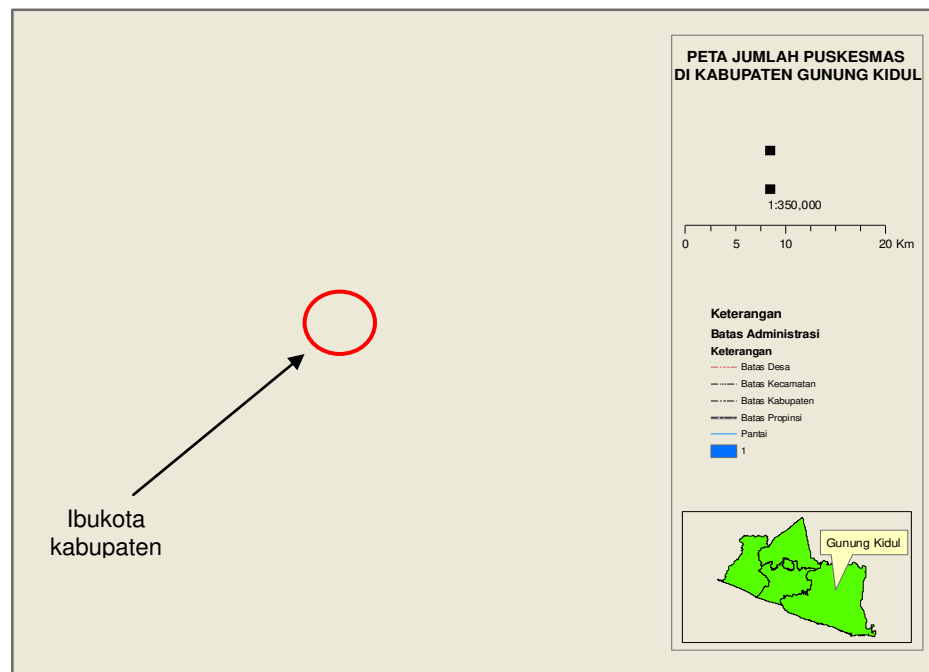 PETA JUMLAH PUSKESMAS
DI KABUPATEN GUNUNG KIDUL
1:350,000
0 5 10 20 Km
Keterangan
Batas Administrasi
Keterangan
Batas Desa
Batas Kecamatan
Batas Kabupaten
Batas Propinsi
Pantai
1
Gunung Kidul
Ibukota
kabupaten